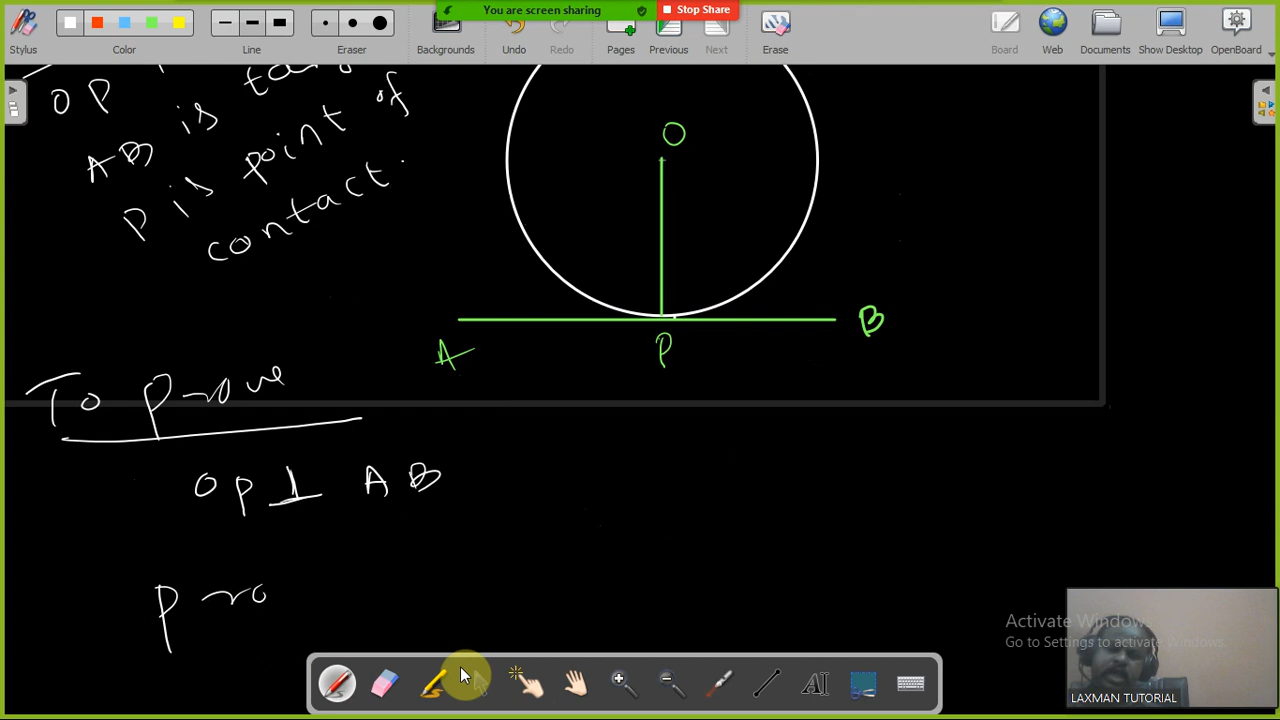 You are screen sharing
Stop Share
Stylus
Color
Line
Eraser
Backgrounds
Undo
Redo
Pages
Previous
Next
Erase
Board
Web
Documents
Show Desktop
OpenBoard
OP
AB is
P is point of
contact.
O
A
P
B
To prove
OP ⊥ AB
pro
AI
Activate Windows
Go to Settings to activate Windows.
LAXMAN TUTORIAL